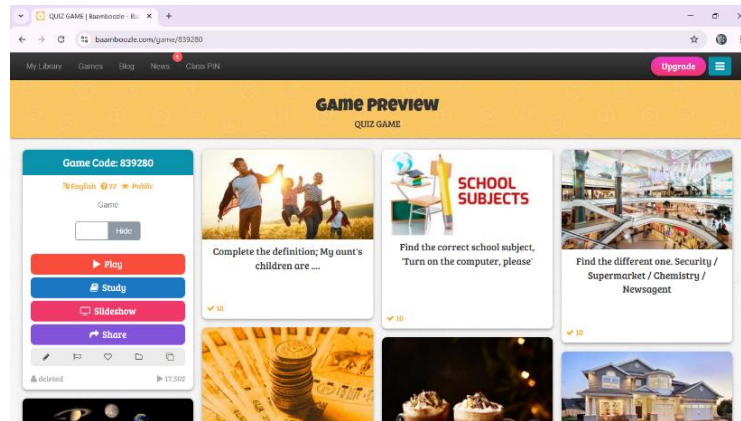 QUIZ GAME | Baamboozle - Ba
baamboozle.com/game/839280
My Library Games Blog News 1 Class PIN Upgrade
Game Preview
QUIZ GAME
Game Code: 839280
English 22 Public
Game
Hide
Play
Study
Slideshow
Share
deleted 17,502
Complete the definition; My aunt's
children are ....
10
SCHOOL
SUBJECTS
Find the correct school subject,
'Turn on the computer, please'
10
Find the different one. Security /
Supermarket / Chemistry /
Newsagent
10